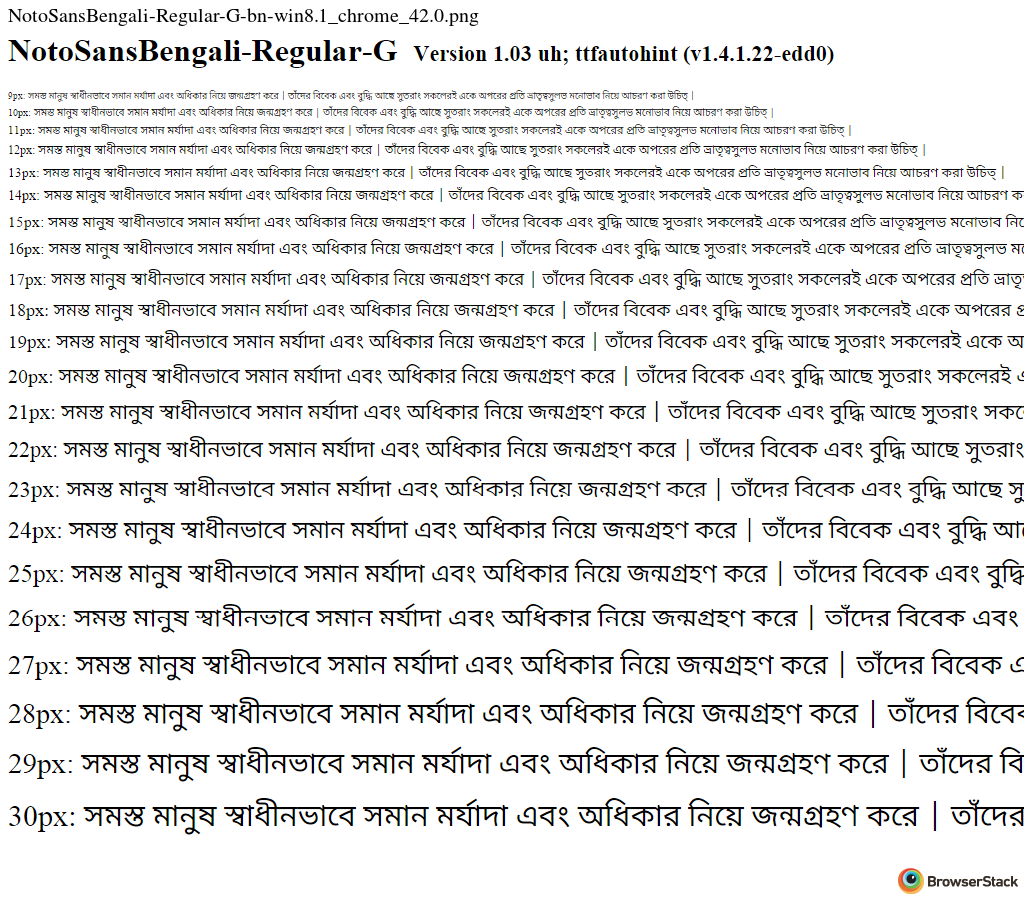 NotoSansBengali-Regular-G-bn-win8.1_chrome_42.0.png
NotoSansBengali-Regular-G Version 1.03 uh; ttfautohint (v1.4.1.22-edd0)
9px: সমস্ত মানুষ স্বাধীনভাবে সমান মর্যাদা এবং অধিকার নিয়ে জন্মগ্রহণ করে | তাঁদের বিবেক এবং বুদ্ধি আছে সুতরাং সকলেরই একে অপরের প্রতি ভ্রাতৃত্বসুলভ মনোভাব নিয়ে আচরণ করা উচিত্ |
10px: সমস্ত মানুষ স্বাধীনভাবে সমান মর্যাদা এবং অধিকার নিয়ে জন্মগ্রহণ করে | তাঁদের বিবেক এবং বুদ্ধি আছে সুতরাং সকলেরই একে অপরের প্রতি ভ্রাতৃত্বসুলভ মনোভাব নিয়ে আচরণ করা উচিত্ |
11px: সমস্ত মানুষ স্বাধীনভাবে সমান মর্যাদা এবং অধিকার নিয়ে জন্মগ্রহণ করে | তাঁদের বিবেক এবং বুদ্ধি আছে সুতরাং সকলেরই একে অপরের প্রতি ভ্রাতৃত্বসুলভ মনোভাব নিয়ে আচরণ করা উচিত্ |
12px: সমস্ত মানুষ স্বাধীনভাবে সমান মর্যাদা এবং অধিকার নিয়ে জন্মগ্রহণ করে | তাঁদের বিবেক এবং বুদ্ধি আছে সুতরাং সকলেরই একে অপরের প্রতি ভ্রাতৃত্বসুলভ মনোভাব নিয়ে আচরণ করা উচিত্ |
13px: সমস্ত মানুষ স্বাধীনভাবে সমান মর্যাদা এবং অধিকার নিয়ে জন্মগ্রহণ করে | তাঁদের বিবেক এবং বুদ্ধি আছে সুতরাং সকলেরই একে অপরের প্রতি ভ্রাতৃত্বসুলভ মনোভাব নিয়ে আচরণ করা উচিত্ |
14px: সমস্ত মানুষ স্বাধীনভাবে সমান মর্যাদা এবং অধিকার নিয়ে জন্মগ্রহণ করে | তাঁদের বিবেক এবং বুদ্ধি আছে সুতরাং সকলেরই একে অপরের প্রতি ভ্রাতৃত্বসুলভ মনোভাব নিয়ে আচরণ
15px: সমস্ত মানুষ স্বাধীনভাবে সমান মর্যাদা এবং অধিকার নিয়ে জন্মগ্রহণ করে | তাঁদের বিবেক এবং বুদ্ধি আছে সুতরাং সকলেরই একে অপরের প্রতি ভ্রাতৃত্বসুলভ মনোভাব
16px: সমস্ত মানুষ স্বাধীনভাবে সমান মর্যাদা এবং অধিকার নিয়ে জন্মগ্রহণ করে | তাঁদের বিবেক এবং বুদ্ধি আছে সুতরাং সকলেরই একে অপরের প্রতি ভ্রাতৃত্বসুলভ
17px: সমস্ত মানুষ স্বাধীনভাবে সমান মর্যাদা এবং অধিকার নিয়ে জন্মগ্রহণ করে | তাঁদের বিবেক এবং বুদ্ধি আছে সুতরাং সকলেরই একে অপরের প্রতি
18px: সমস্ত মানুষ স্বাধীনভাবে সমান মর্যাদা এবং অধিকার নিয়ে জন্মগ্রহণ করে | তাঁদের বিবেক এবং বুদ্ধি আছে সুতরাং সকলেরই একে অপরের
19px: সমস্ত মানুষ স্বাধীনভাবে সমান মর্যাদা এবং অধিকার নিয়ে জন্মগ্রহণ করে | তাঁদের বিবেক এবং বুদ্ধি আছে সুতরাং সকলেরই একে
20px: সমস্ত মানুষ স্বাধীনভাবে সমান মর্যাদা এবং অধিকার নিয়ে জন্মগ্রহণ করে | তাঁদের বিবেক এবং বুদ্ধি আছে সুতরাং সকলেরই
21px: সমস্ত মানুষ স্বাধীনভাবে সমান মর্যাদা এবং অধিকার নিয়ে জন্মগ্রহণ করে | তাঁদের বিবেক এবং বুদ্ধি আছে সুতরাং
22px: সমস্ত মানুষ স্বাধীনভাবে সমান মর্যাদা এবং অধিকার নিয়ে জন্মগ্রহণ করে | তাঁদের বিবেক এবং বুদ্ধি আছে সুতরাং
23px: সমস্ত মানুষ স্বাধীনভাবে সমান মর্যাদা এবং অধিকার নিয়ে জন্মগ্রহণ করে | তাঁদের বিবেক এবং বুদ্ধি আছে
24px: সমস্ত মানুষ স্বাধীনভাবে সমান মর্যাদা এবং অধিকার নিয়ে জন্মগ্রহণ করে | তাঁদের বিবেক এবং বুদ্ধি
25px: সমস্ত মানুষ স্বাধীনভাবে সমান মর্যাদা এবং অধিকার নিয়ে জন্মগ্রহণ করে | তাঁদের বিবেক এবং বুদ্ধি
26px: সমস্ত মানুষ স্বাধীনভাবে সমান মর্যাদা এবং অধিকার নিয়ে জন্মগ্রহণ করে | তাঁদের বিবেক এবং
27px: সমস্ত মানুষ স্বাধীনভাবে সমান মর্যাদা এবং অধিকার নিয়ে জন্মগ্রহণ করে | তাঁদের বিবেক
28px: সমস্ত মানুষ স্বাধীনভাবে সমান মর্যাদা এবং অধিকার নিয়ে জন্মগ্রহণ করে | তাঁদের বিবেক
29px: সমস্ত মানুষ স্বাধীনভাবে সমান মর্যাদা এবং অধিকার নিয়ে জন্মগ্রহণ করে | তাঁদের
30px: সমস্ত মানুষ স্বাধীনভাবে সমান মর্যাদা এবং অধিকার নিয়ে জন্মগ্রহণ করে | তাঁদের
BrowserStack